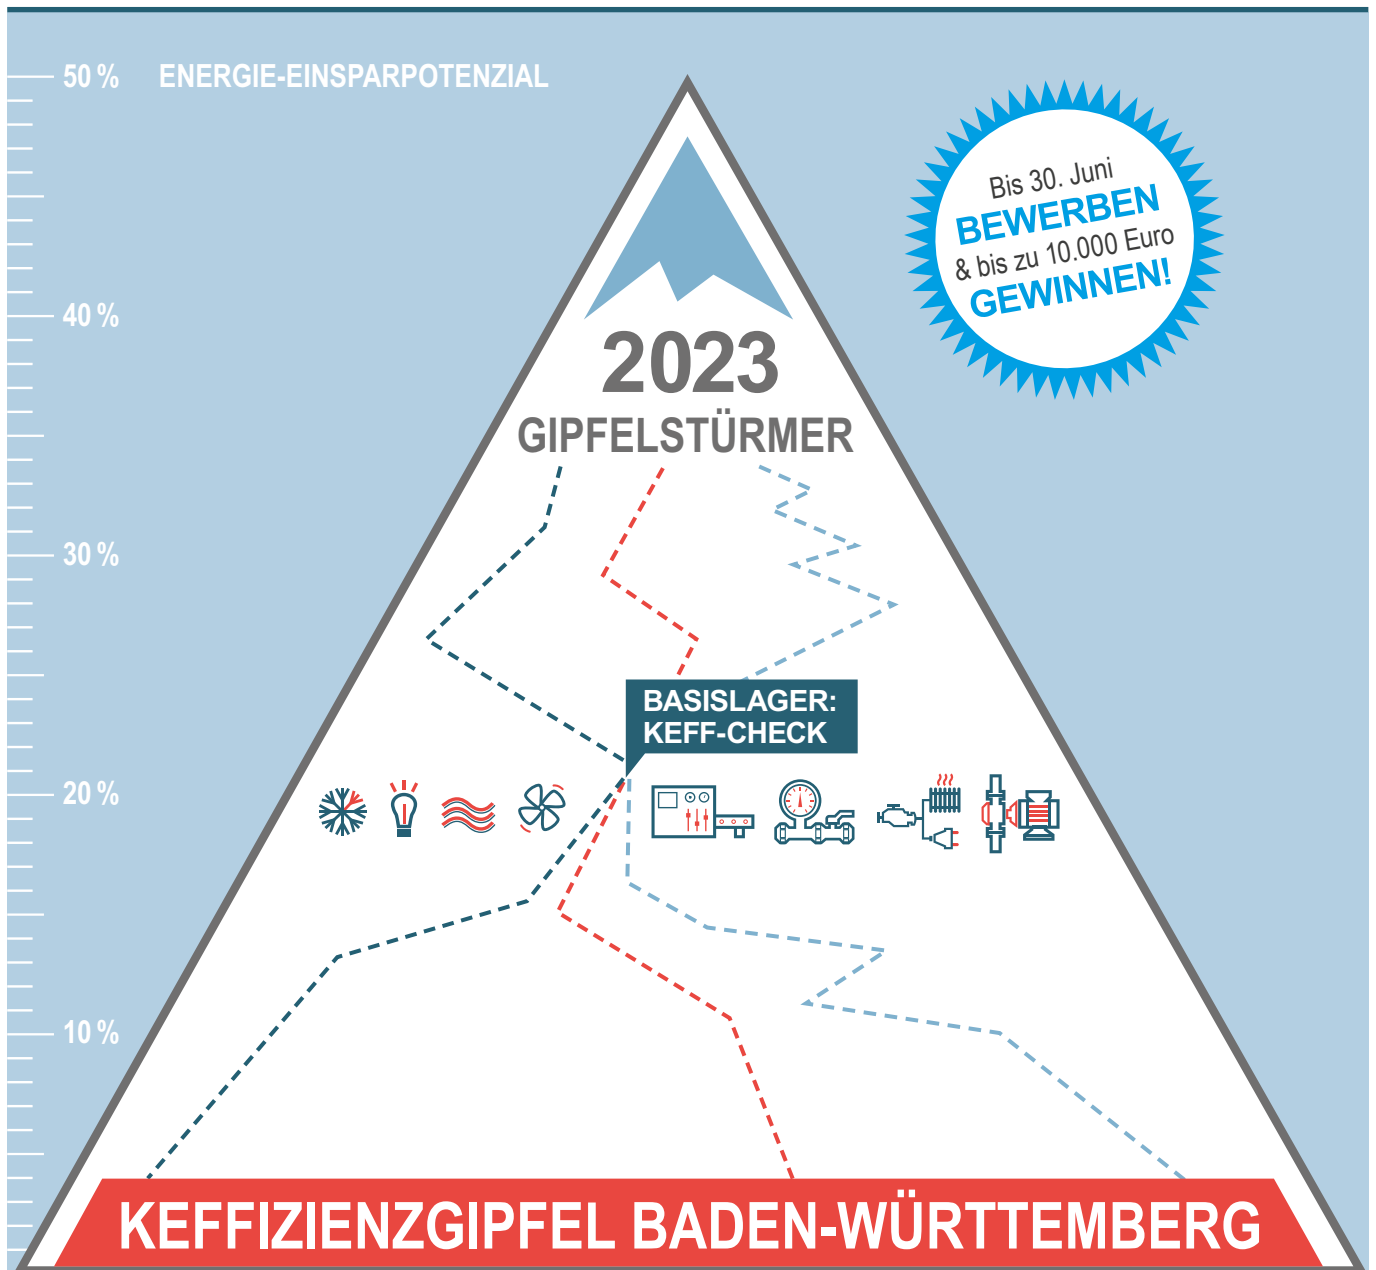 50 % ENERGIE-EINSPARPOTENZIAL
Bis 30. Juni
BEWERBEN
& bis zu 10.000 Euro
GEWINNEN!
40 %
2023
GIPFELSTÜRMER
30 %
BASISLAGER:
KEFF-CHECK
20 %
10 %
KEFFIZIENZGIPFEL BADEN-WÜRTTEMBERG